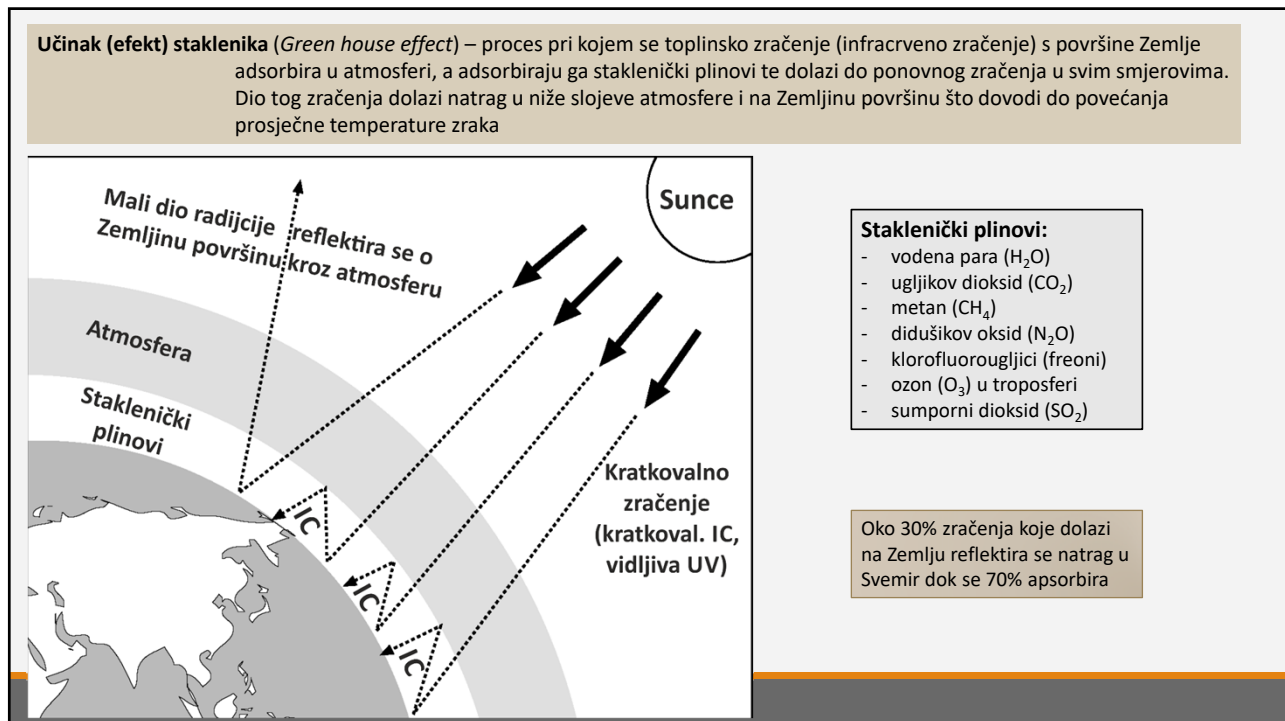 Učinak (efekt) staklenika (Green house effect) – proces pri kojem se toplinsko zračenje (infracrveno zračenje) s površine Zemlje
adsorbira u atmosferi, a adsorbiraju ga staklenički plinovi te dolazi do ponovnog zračenja u svim smjerovima.
Dio tog zračenja dolazi natrag u niže slojeve atmosfere i na Zemljinu površinu što dovodi do povećanja
prosječne temperature zraka
Mali dio radijcije reflektira se o
Zemljinu površinu kroz atmosferu
Sunce
Atmosfera
Staklenički
plinovi
Kratkovalno
zračenje
(kratkoval. IC,
vidljiva UV)
IC
IC
IC
Staklenički plinovi:
- vodena para (H₂O)
- ugljikov dioksid (CO₂)
- metan (CH₄)
- didušikov oksid (N₂O)
- klorofluorougljici (freoni)
- ozon (O₃) u troposferi
- sumporni dioksid (SO₂)
Oko 30% zračenja koje dolazi
na Zemlju reflektira se natrag u
Svemir dok se 70% apsorbira